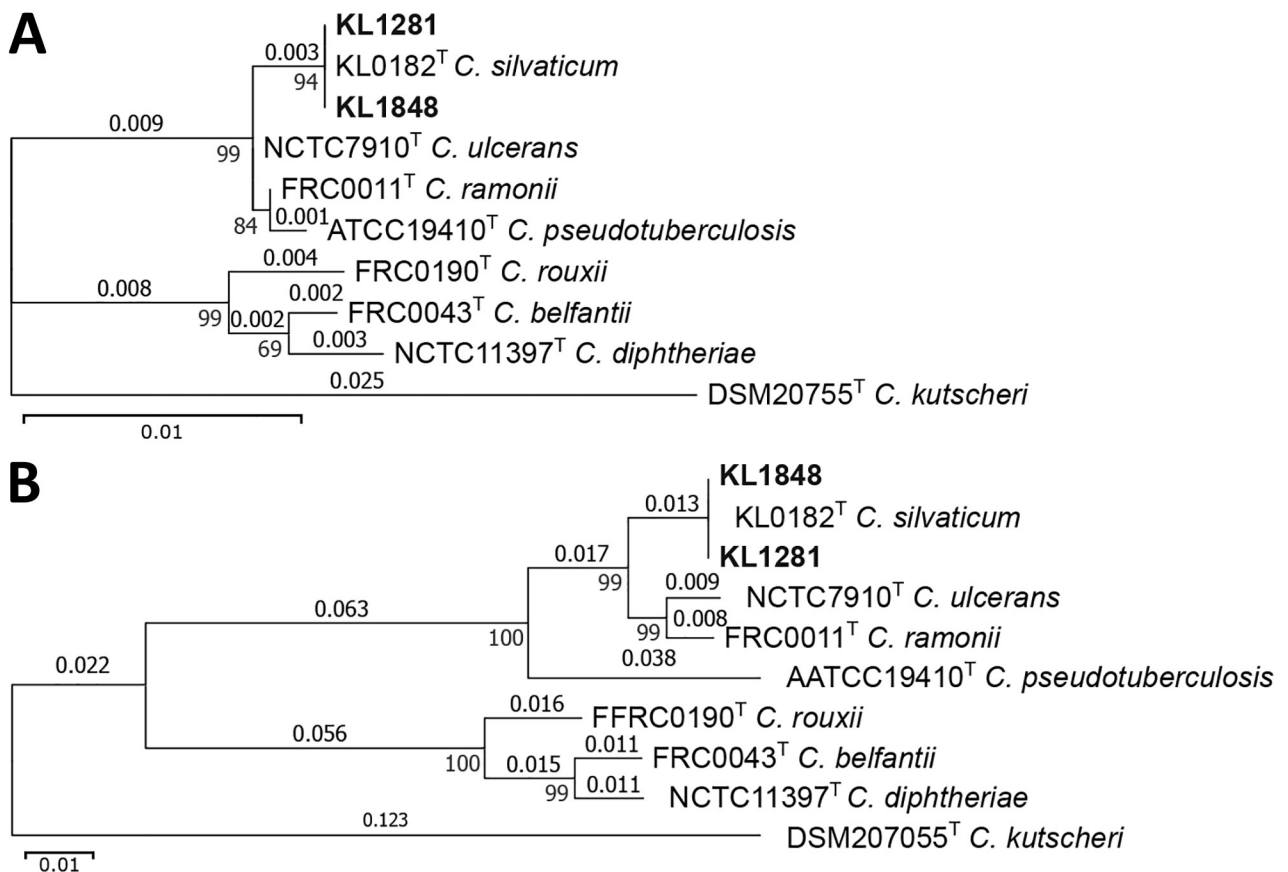 A
KL1281
0.003
KL0182ᵀ C. silvaticum
94
KL1848
0.009
99
NCTC7910ᵀ C. ulcerans
FRC0011ᵀ C. ramonii
84
0.001
ATCC19410ᵀ C. pseudotuberculosis
0.004
FRC0190ᵀ C. rouxii
0.008
0.002
99
0.002
FRC0043ᵀ C. belfantii
69
0.003
NCTC11397ᵀ C. diphtheriae
0.025
DSM20755ᵀ C. kutscheri
0.01
B
KL1848
0.013
KL0182ᵀ C. silvaticum
0.017
KL1281
99
0.009
NCTC7910ᵀ C. ulcerans
0.063
0.008
100
99
FRC0011ᵀ C. ramonii
0.038
0.022
AATCC19410ᵀ C. pseudotuberculosis
0.016
FFRC0190ᵀ C. rouxii
0.056
0.011
100
0.015
FRC0043ᵀ C. belfantii
99
0.011
NCTC11397ᵀ C. diphtheriae
0.123
DSM207055ᵀ C. kutscheri
0.01